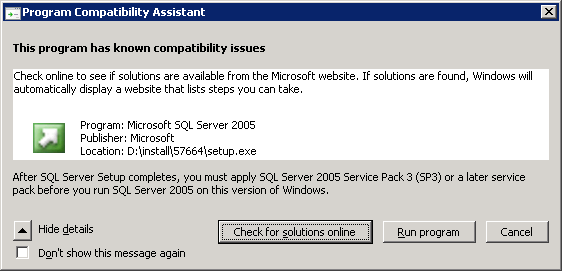 Program Compatibility Assistant
This program has known compatibility issues
Check online to see if solutions are available from the Microsoft website. If solutions are found, Windows will
automatically display a website that lists steps you can take.
Program: Microsoft SQL Server 2005
Publisher: Microsoft
Location: D:\install\57664\setup.exe
After SQL Server Setup completes, you must apply SQL Server 2005 Service Pack 3 (SP3) or a later service
pack before you run SQL Server 2005 on this version of Windows.
Hide details
Check for solutions online
Run program
Cancel
Don't show this message again